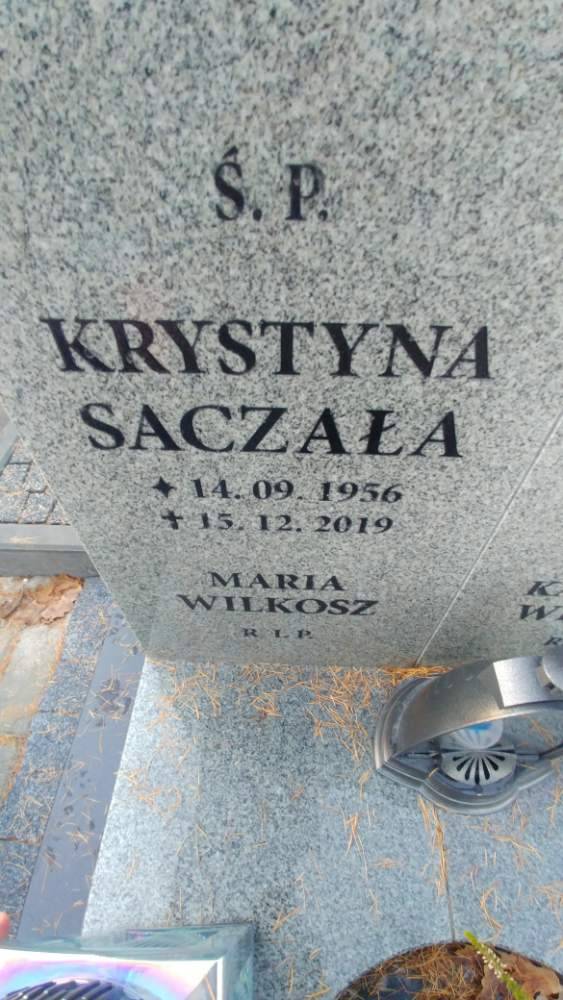 Ś. P.
KRYSTYNA
SACZAŁA
✦ 14. 09. 1956
✝ 15. 12. 2019
MARIA
WILKOSZ
R. I. P.